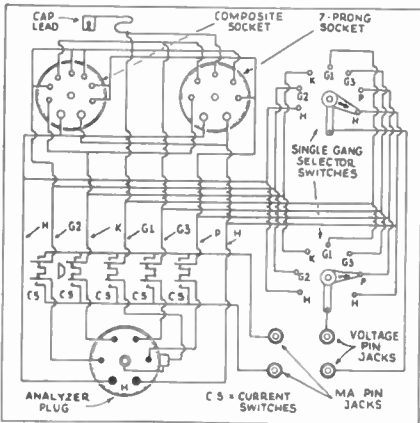 CAP
LEAD
COMPOSITE
SOCKET
7-PRONG
SOCKET
K
G1
G3
G2
P
H
H
SINGLE GANG
SELECTOR
SWITCHES
H
G2
K
G1
G3
P
H
G1
K
G3
G2
P
H
H
CS
CS
CS
CS
CS
VOLTAGE
PIN
JACKS
H
ANALYZER
PLUG
CS = CURRENT
SWITCHES
MA PIN
JACKS